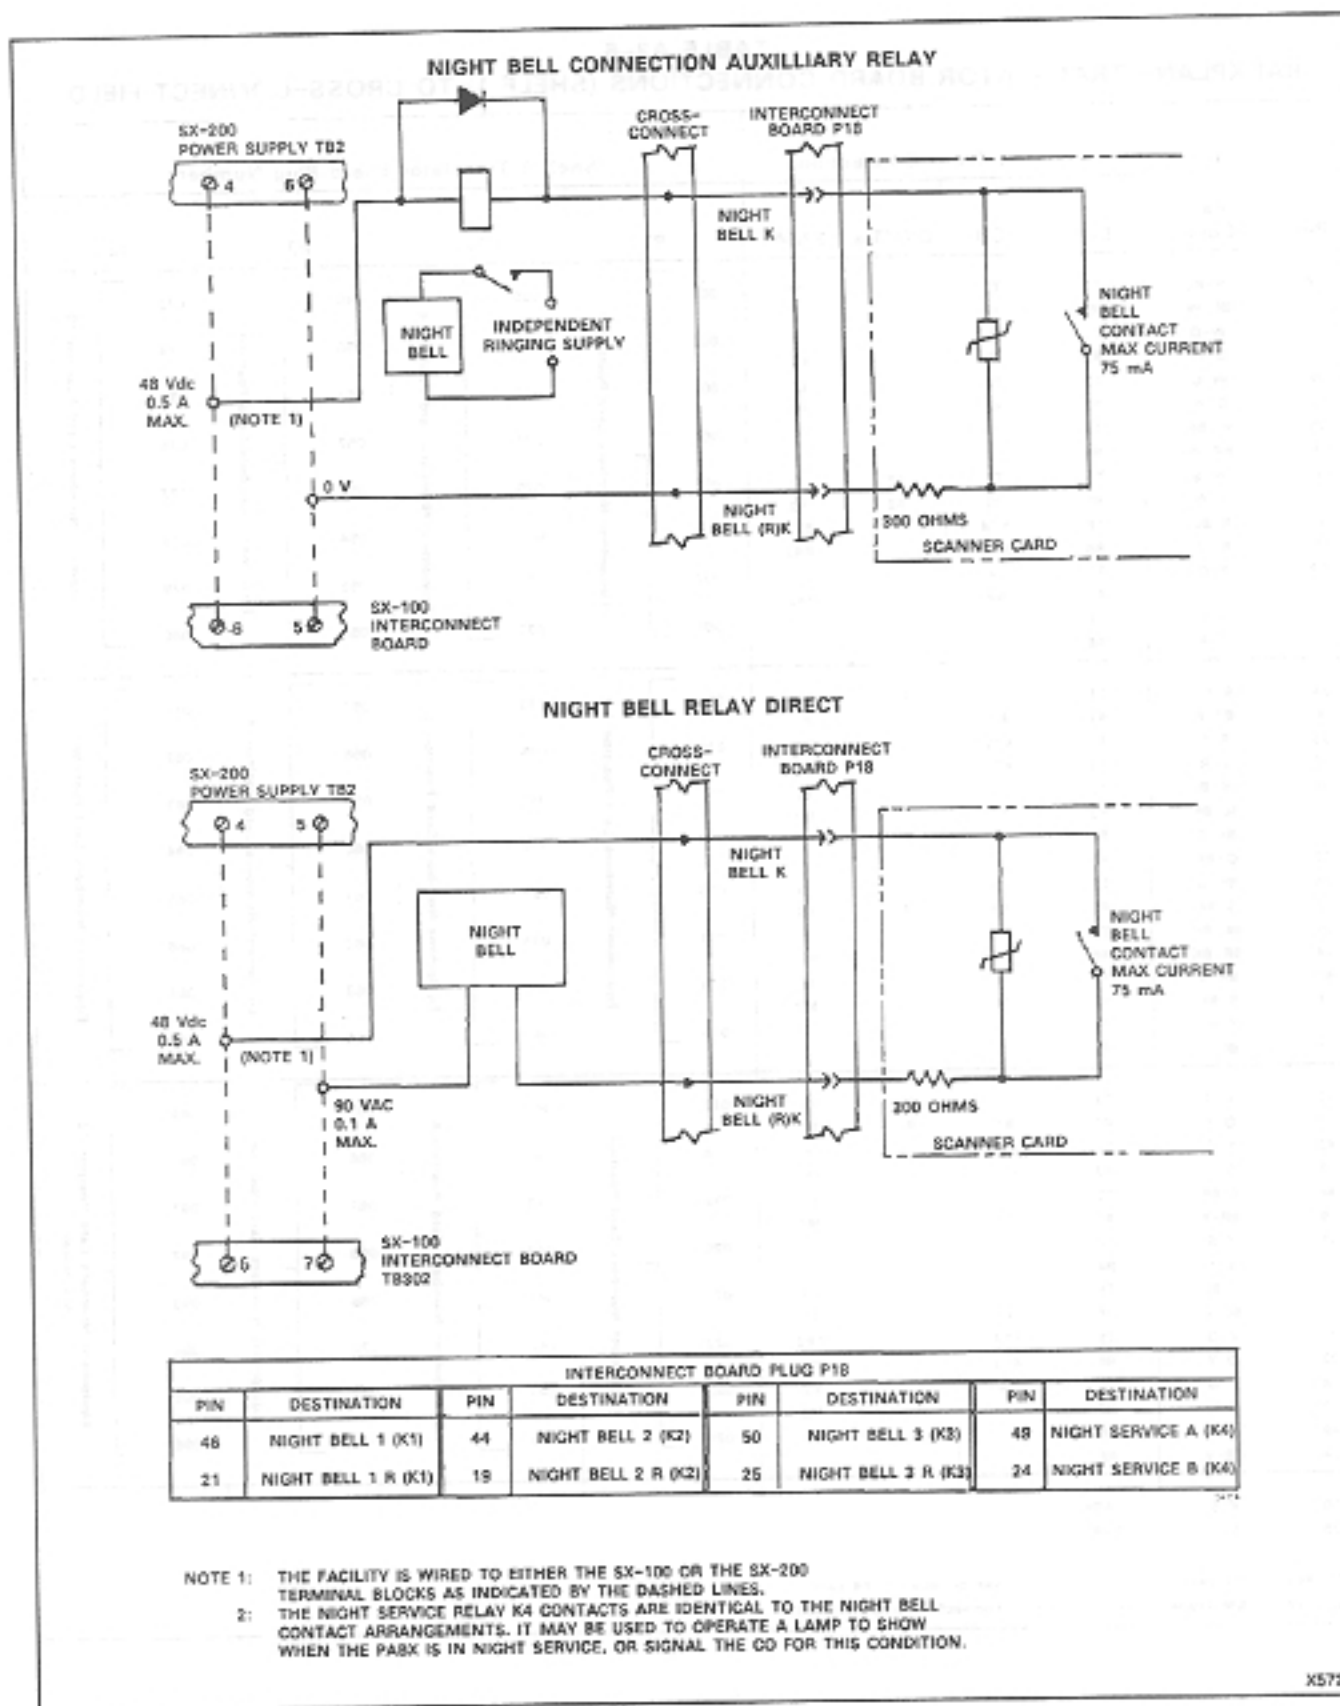 NIGHT BELL CONNECTION AUXILLIARY RELAY
SX-200
POWER SUPPLY TB2
4 6
CROSS-
CONNECT
INTERCONNECT
BOARD P18
NIGHT
BELL K
NIGHT
BELL
INDEPENDENT
RINGING SUPPLY
NIGHT
BELL
CONTACT
MAX CURRENT
75 mA
48 Vdc
0.5 A
MAX.
(NOTE 1)
0 V
NIGHT
BELL (R)K
300 OHMS
SCANNER CARD
6 5
SX-100
INTERCONNECT
BOARD
NIGHT BELL RELAY DIRECT
SX-200
POWER SUPPLY TB2
4 5
CROSS-
CONNECT
INTERCONNECT
BOARD P18
NIGHT
BELL K
NIGHT
BELL
NIGHT
BELL
CONTACT
MAX CURRENT
75 mA
48 Vdc
0.5 A
MAX.
(NOTE 1)
90 VAC
0.1 A
MAX.
NIGHT
BELL (R)K
300 OHMS
SCANNER CARD
6 7
SX-100
INTERCONNECT BOARD
TB302
INTERCONNECT BOARD PLUG P18
PIN DESTINATION PIN DESTINATION PIN DESTINATION PIN DESTINATION
46 NIGHT BELL 1 (K1) 44 NIGHT BELL 2 (K2) 50 NIGHT BELL 3 (K3) 49 NIGHT SERVICE A (K4)
21 NIGHT BELL 1 R (K1) 19 NIGHT BELL 2 R (K2) 25 NIGHT BELL 3 R (K3) 24 NIGHT SERVICE B (K4)
NOTE 1: THE FACILITY IS WIRED TO EITHER THE SX-100 OR THE SX-200
TERMINAL BLOCKS AS INDICATED BY THE DASHED LINES.
2: THE NIGHT SERVICE RELAY K4 CONTACTS ARE IDENTICAL TO THE NIGHT BELL
CONTACT ARRANGEMENTS. IT MAY BE USED TO OPERATE A LAMP TO SHOW
WHEN THE PABX IS IN NIGHT SERVICE, OR SIGNAL THE CO FOR THIS CONDITION.